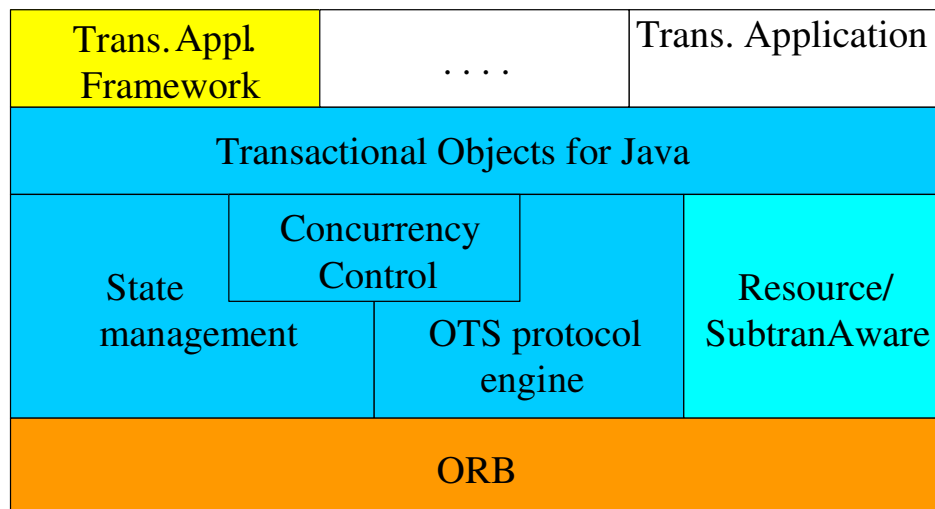 Trans. Appl.
Framework
. . . .
Trans. Application
Transactional Objects for Java
Concurrency
Control
State
management
OTS protocol
engine
Resource/
SubtranAware
ORB